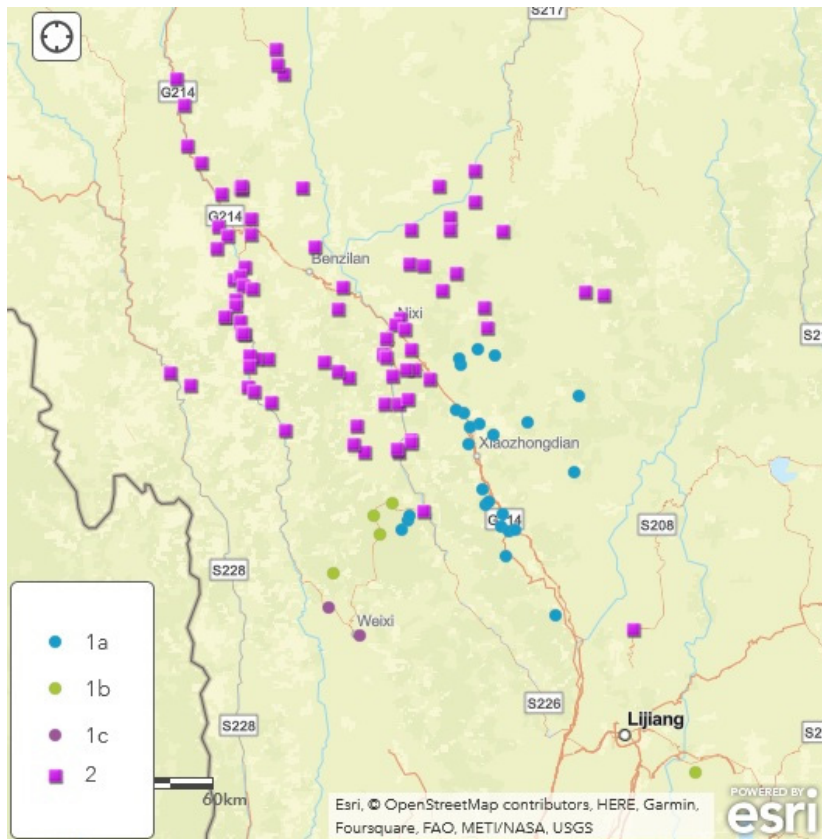 S217
G214
G214
Benzilan
Nixi
S21
Xiaozhongdian
G214
S208
S228
Weixi
1a
1b
1c
2
S226
Lijiang
S228
S2
60km
Esri, © OpenStreetMap contributors, HERE, Garmin,
Foursquare, FAO, METI/NASA, USGS
POWERED BY
esri